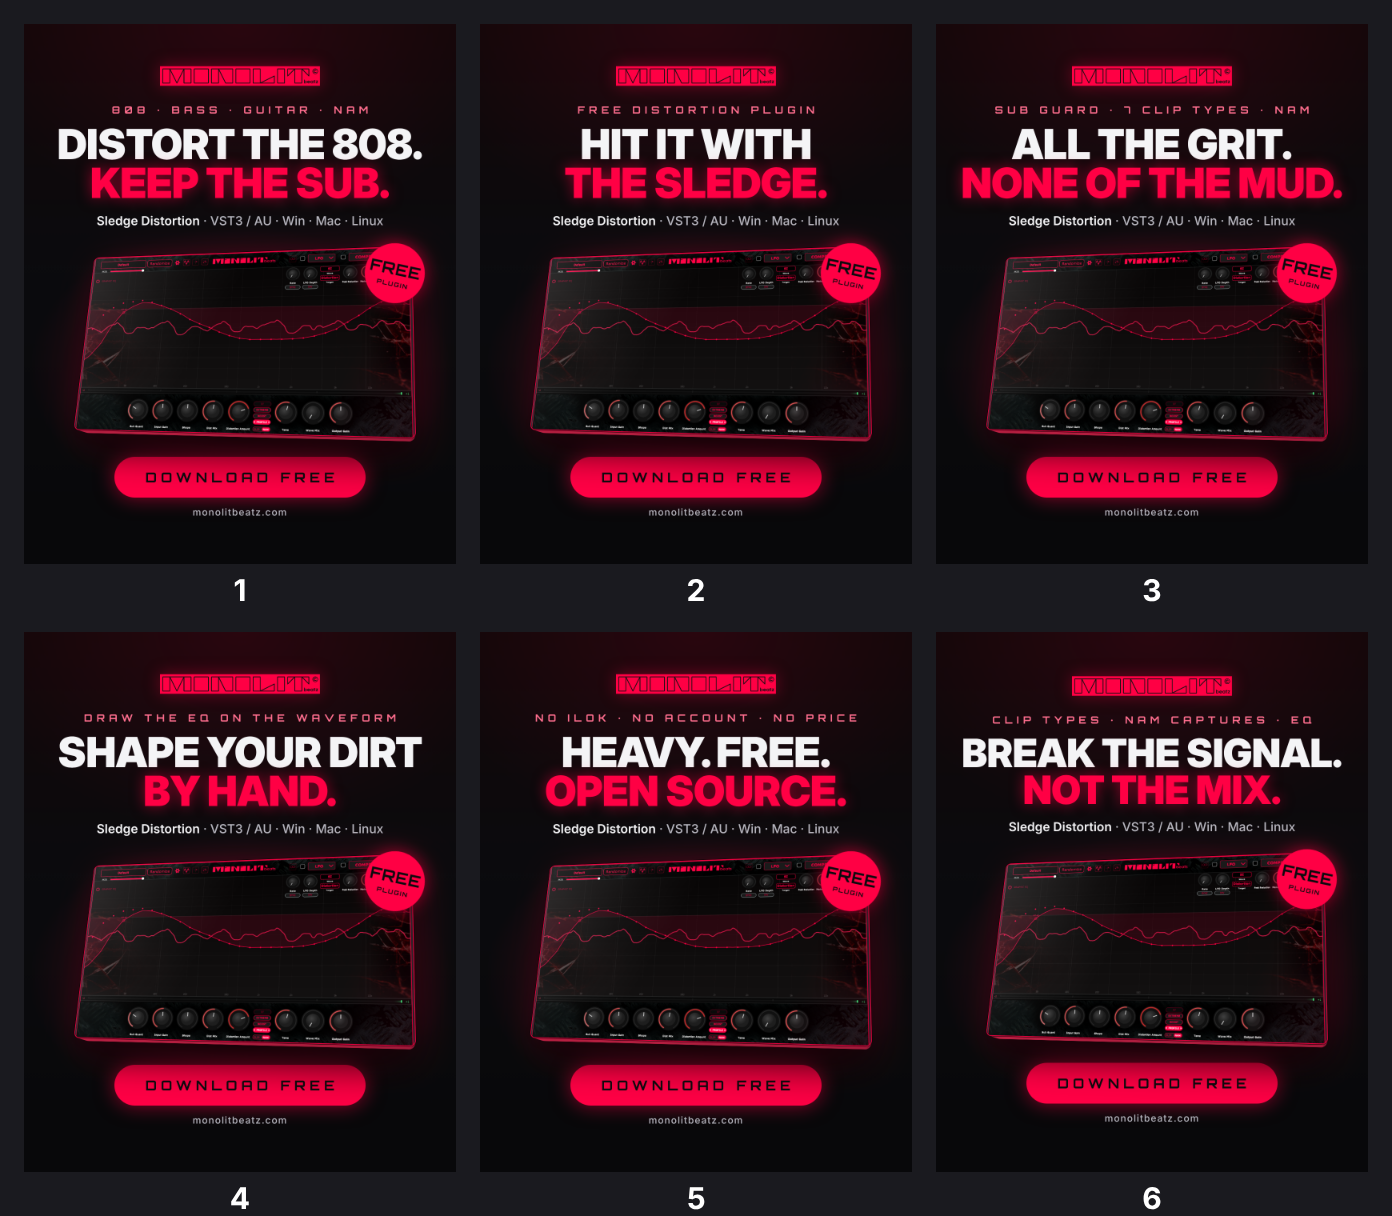 MONOLIT
beatz
808 · BASS · GUITAR · NAM
DISTORT THE 808.
KEEP THE SUB.
Sledge Distortion · VST3 / AU · Win · Mac · Linux
FREE
PLUGIN
DOWNLOAD FREE
monolitbeatz.com
1
MONOLIT
beatz
FREE DISTORTION PLUGIN
HIT IT WITH
THE SLEDGE.
Sledge Distortion · VST3 / AU · Win · Mac · Linux
FREE
PLUGIN
DOWNLOAD FREE
monolitbeatz.com
2
MONOLIT
beatz
SUB GUARD · 7 CLIP TYPES · NAM
ALL THE GRIT.
NONE OF THE MUD.
Sledge Distortion · VST3 / AU · Win · Mac · Linux
FREE
PLUGIN
DOWNLOAD FREE
monolitbeatz.com
3
MONOLIT
beatz
DRAW THE EQ ON THE WAVEFORM
SHAPE YOUR DIRT
BY HAND.
Sledge Distortion · VST3 / AU · Win · Mac · Linux
FREE
PLUGIN
DOWNLOAD FREE
monolitbeatz.com
4
MONOLIT
beatz
NO ILOK · NO ACCOUNT · NO PRICE
HEAVY. FREE.
OPEN SOURCE.
Sledge Distortion · VST3 / AU · Win · Mac · Linux
FREE
PLUGIN
DOWNLOAD FREE
monolitbeatz.com
5
MONOLIT
beatz
CLIP TYPES · NAM CAPTURES · EQ
BREAK THE SIGNAL.
NOT THE MIX.
Sledge Distortion · VST3 / AU · Win · Mac · Linux
FREE
PLUGIN
DOWNLOAD FREE
monolitbeatz.com
6